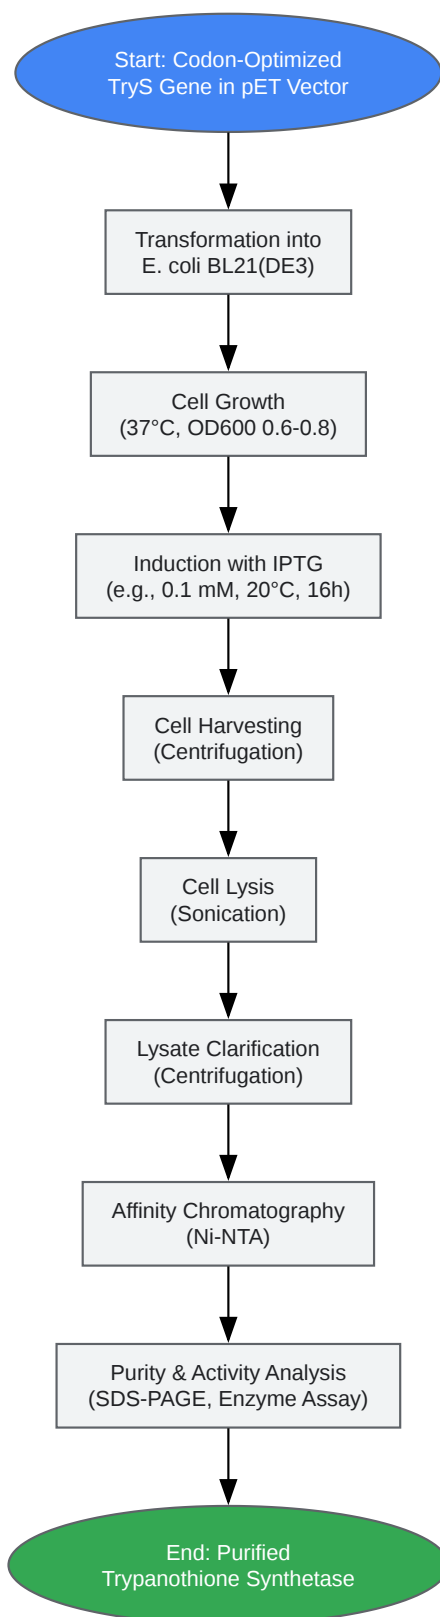 Start: Codon-Optimized
TryS Gene in pET Vector
Transformation into
E. coli BL21(DE3)
Cell Growth
(37°C, OD600 0.6-0.8)
Induction with IPTG
(e.g., 0.1 mM, 20°C, 16h)
Cell Harvesting
(Centrifugation)
Cell Lysis
(Sonication)
Lysate Clarification
(Centrifugation)
Affinity Chromatography
(Ni-NTA)
Purity & Activity Analysis
(SDS-PAGE, Enzyme Assay)
End: Purified
Trypanothione Synthetase